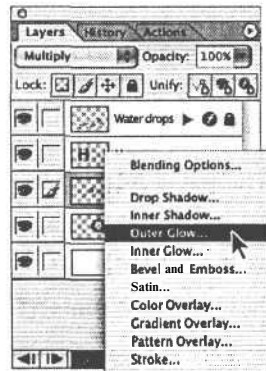 Layers History Actions
Multiply Opacity: 100%
Lock: Unify:
Water drops
H
Blending Options...
Drop Shadow...
Inner Shadow...
Outer Glow...
Inner Glow...
Bevel and Emboss...
Satin...
Color Overlay...
Gradient Overlay...
Pattern Overlay...
Stroke...